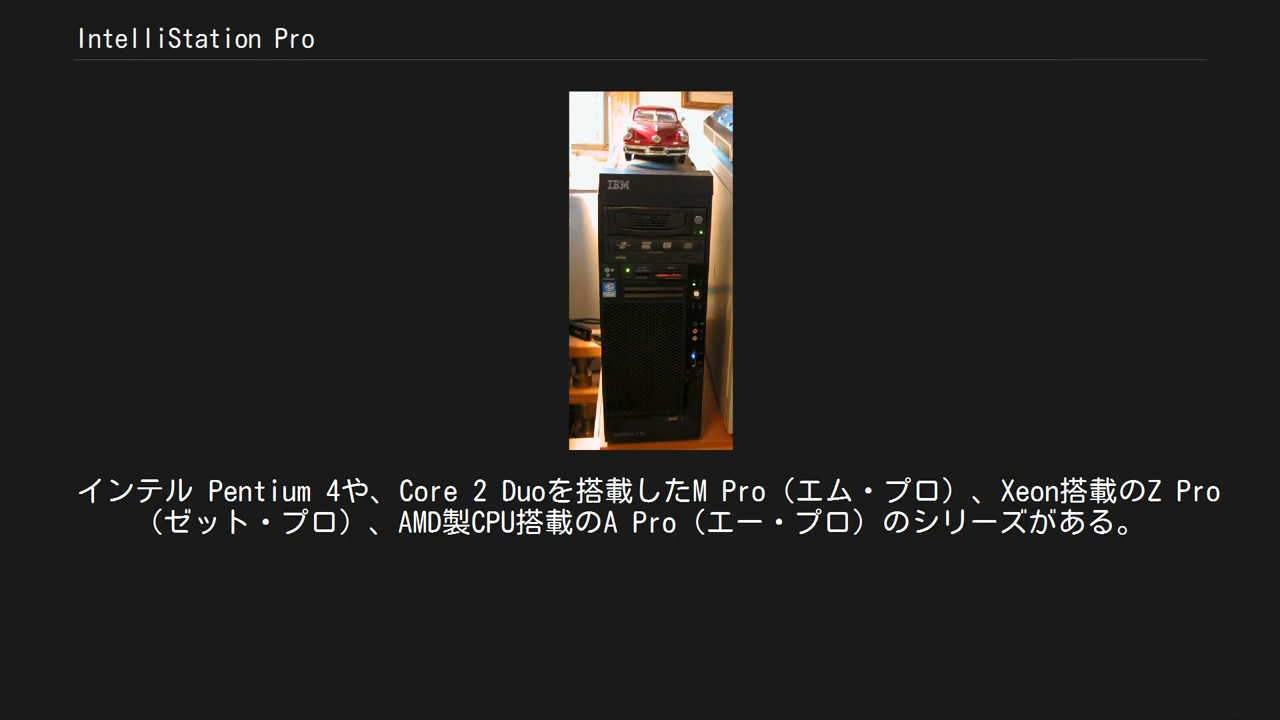 IntelliStation Pro
IBM
インテル Pentium 4や、Core 2 Duoを搭載したM Pro（エム・プロ）、Xeon搭載のZ Pro
（ゼット・プロ）、AMD製CPU搭載のA Pro（エー・プロ）のシリーズがある。